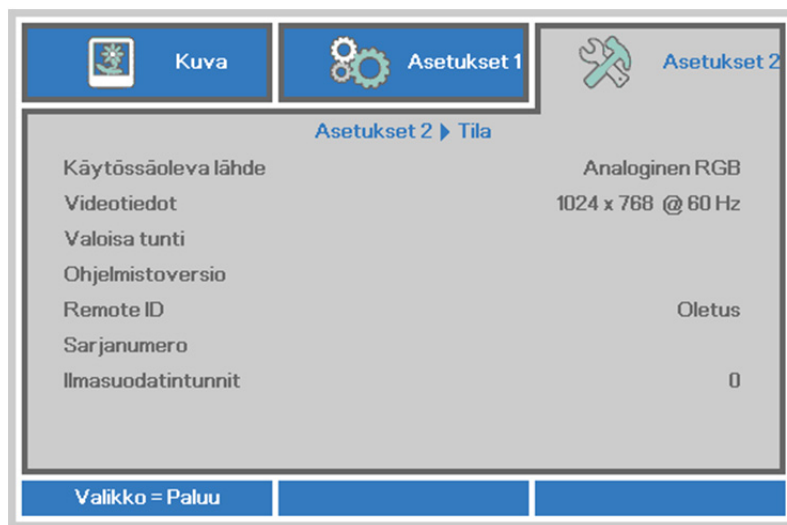 Kuva Asetukset 1 Asetukset 2
Asetukset 2 Tila
Käytössäoleva lähde Analoginen RGB
Videotiedot 1024 x 768 @ 60 Hz
Valoisa tunti
Ohjelmistoversio
Remote ID Oletus
Sarjanumero
Ilmasuodatintunnit 0
Valikko = Paluu